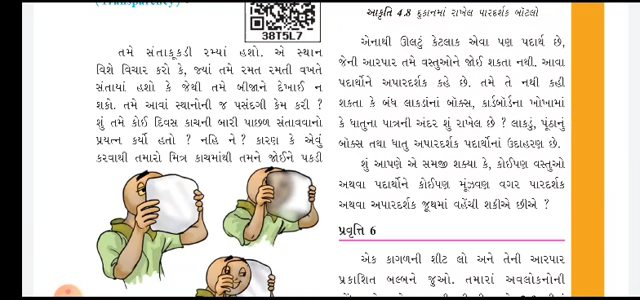 (Transparency)
38T5L7
તમે સંતાકૂકડી રમ્યાં હશો. એ સ્થાન
વિશે વિચાર કરો કે, જ્યાં તમે રમત રમતી વખતે
સંતાયાં હશો કે જેથી તમે બીજાને દેખાઈ ન
શકો. તમે આવાં સ્થાનોની જ પસંદગી કેમ કરી ?
શું તમે કોઈ દિવસ કાચની બારી પાછળ સંતાવવાનો
પ્રયત્ન કર્યો હતો ? નહિ ને ? કારણ કે એવું
કરવાથી તમારો મિત્ર કાચમાંથી તમને જોઈને પકડી
આકૃતિ 4.8 દુકાનમાં રાખેલ પારદર્શક બૉટલો
એનાથી ઊલટું કેટલાક એવા પણ પદાર્થ છે,
જેની આરપાર તમે વસ્તુઓને જોઈ શકતા નથી. આવા
પદાર્થોને અપારદર્શક કહે છે. તમે તે નથી કહી
શકતા કે બંધ લાકડાંનાં બોક્સ, કાર્ડબૉર્ડના ખોખામાં
કે ધાતુના પાત્રની અંદર શું રાખેલ છે ? લાકડું, પૂંઠાનું
બોક્સ તથા ધાતુ અપારદર્શક પદાર્થોનાં ઉદાહરણ છે.
શું આપણે એ સમજી શક્યા કે, કોઈપણ વસ્તુઓ
અથવા પદાર્થોને કોઈપણ મૂંઝવણ વગર પારદર્શક
અથવા અપારદર્શક જૂથમાં વહેંચી શકીએ છીએ ?
પ્રવૃત્તિ 6
એક કાગળની શીટ લો અને તેની આરપાર
પ્રકાશિત બલ્બને જુઓ. તમારાં અવલોકનોની